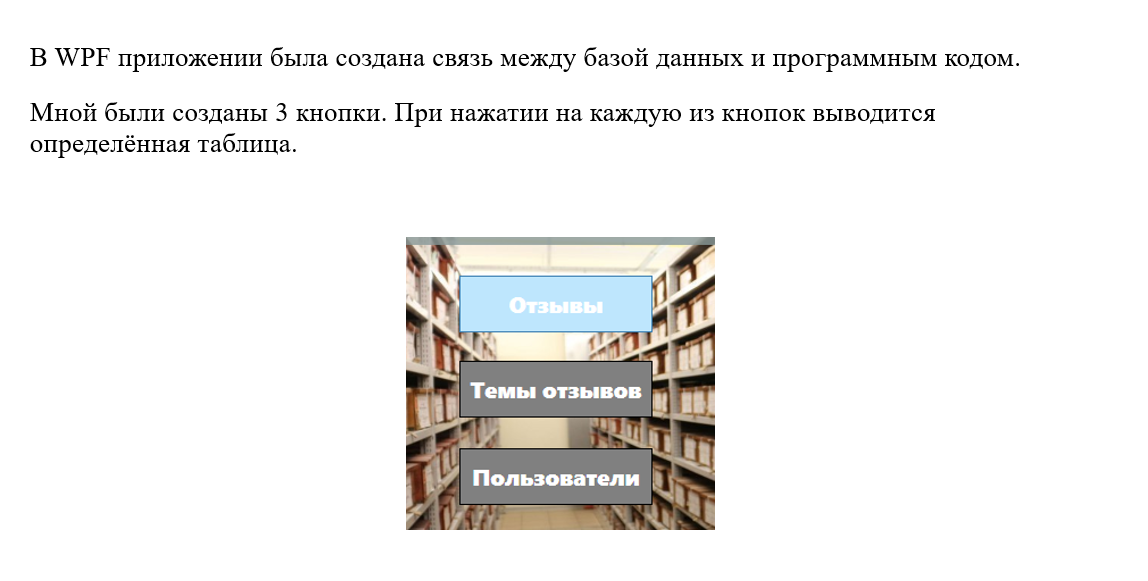 В WPF приложении была создана связь между базой данных и программным кодом.
Мной были созданы 3 кнопки. При нажатии на каждую из кнопок выводится
определённая таблица.
Отзывы
Темы отзывов
Пользователи